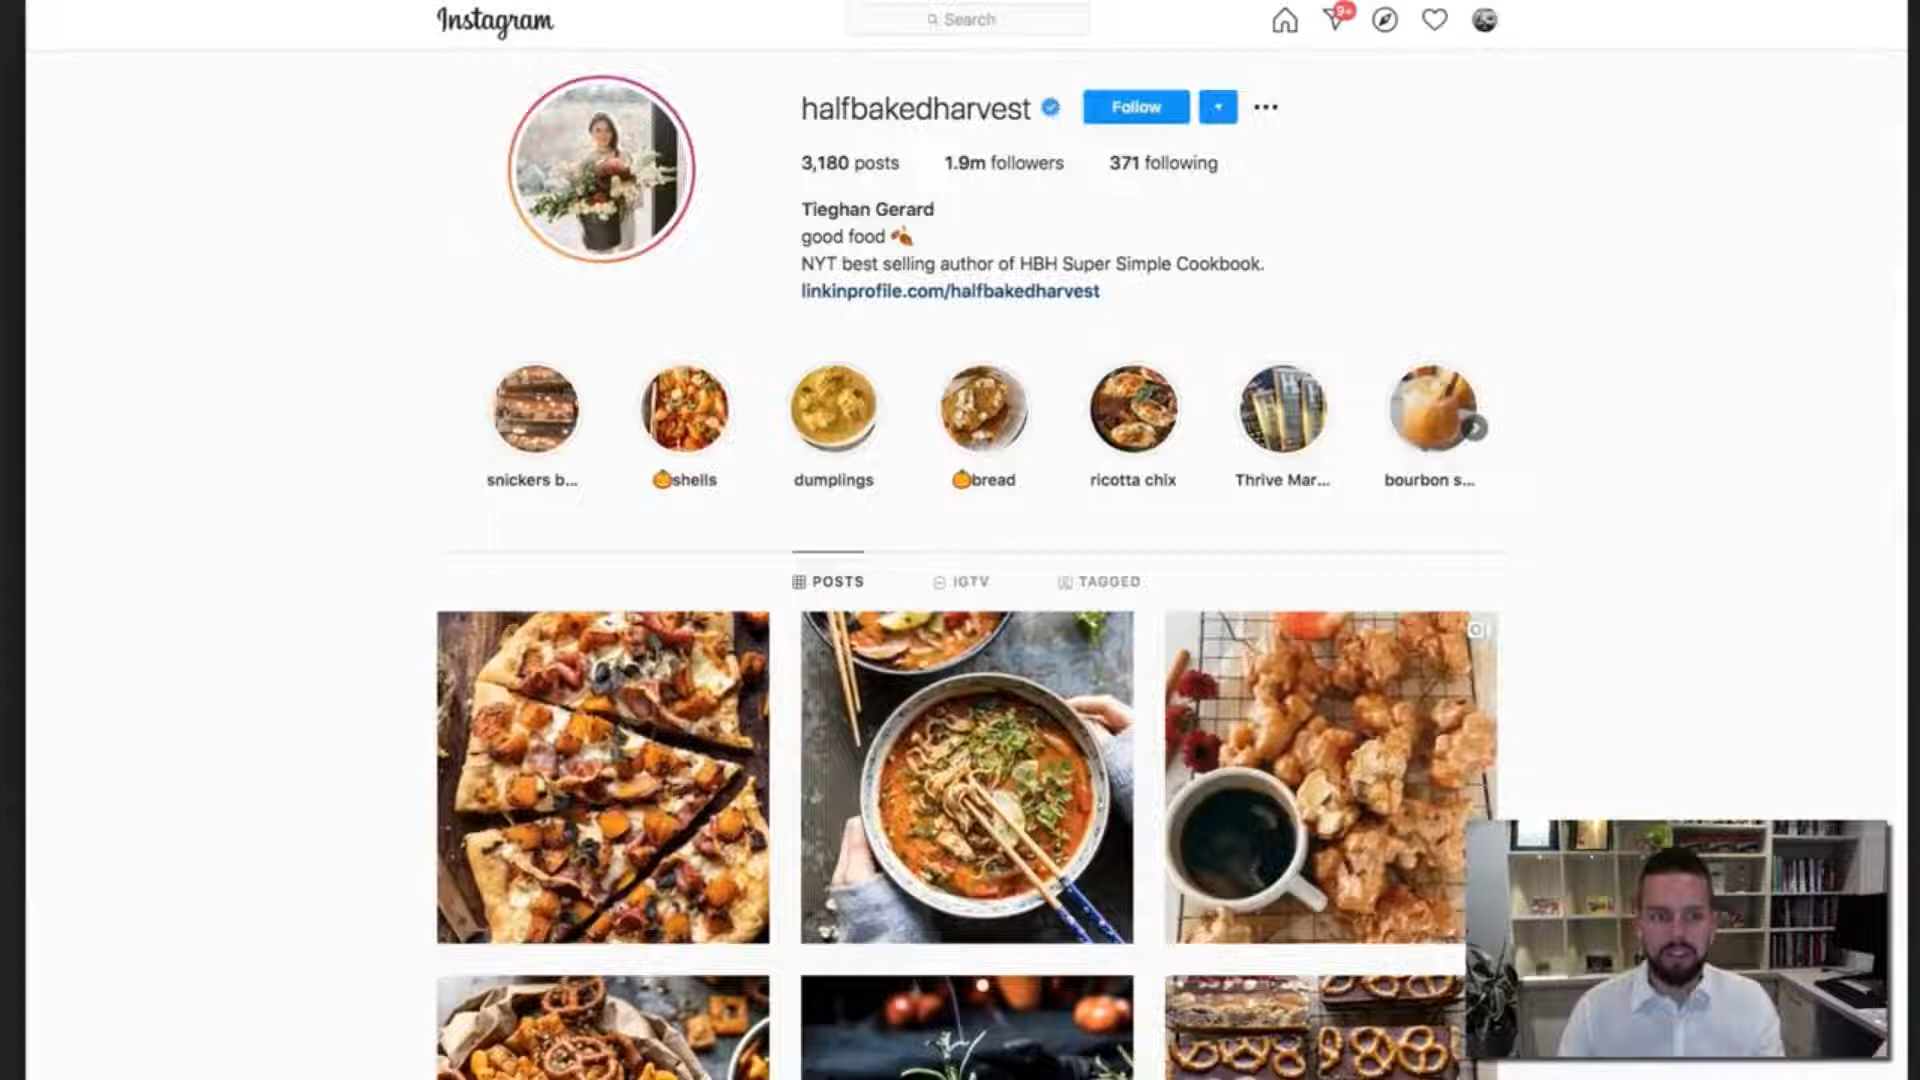 Instagram
Search
9+
halfbakedharvest
Follow
3,180 posts 1.9m followers 371 following
Tieghan Gerard
good food
NYT best selling author of HBH Super Simple Cookbook.
linkinprofile.com/halfbakedharvest
snickers b... 🎃shells dumplings 🎃bread ricotta chix Thrive Mar... bourbon s...
POSTS IGTV TAGGED